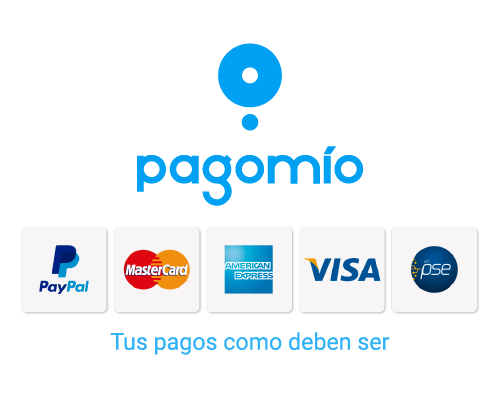 pagomío
PayPal
MasterCard
AMERICAN
EXPRESS
VISA
pse
Tus pagos como deben ser